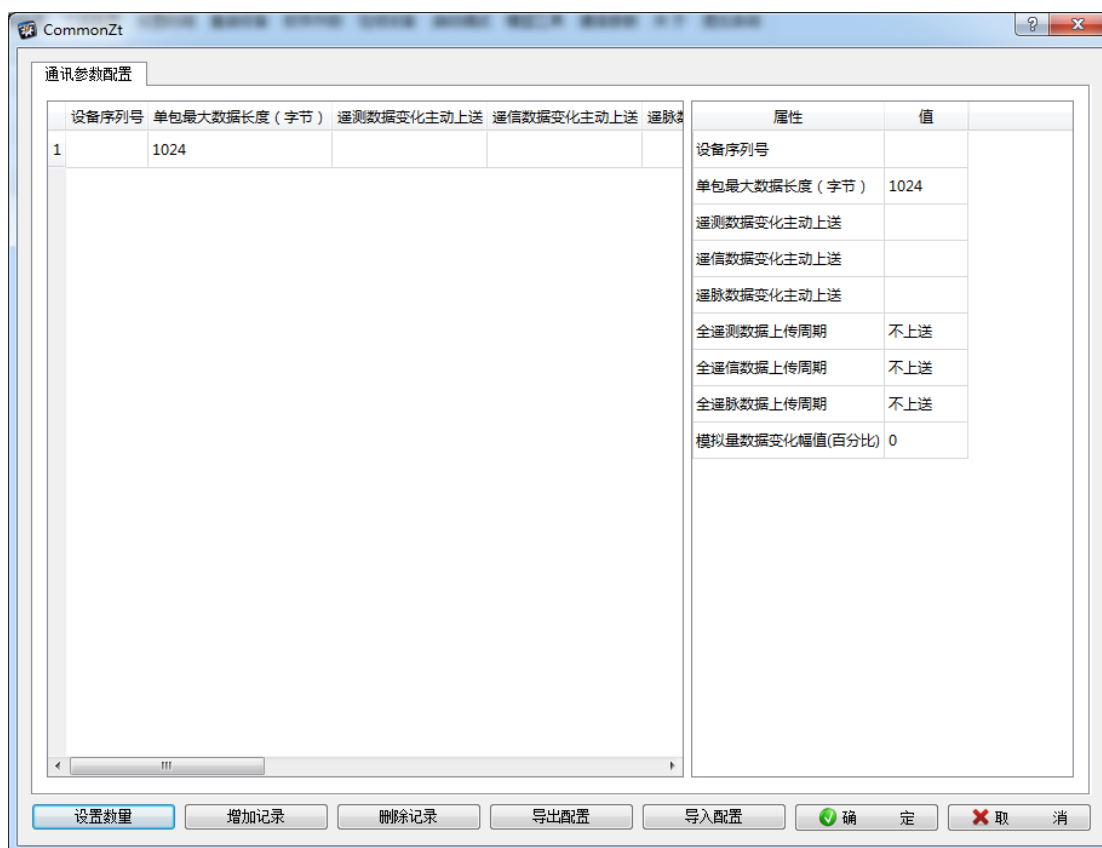 CommonZt
通讯参数配置
设备序列号 单包最大数据长度（字节） 遥测数据变化主动上送 遥信数据变化主动上送 遥脉数
1 1024
属性 值
设备序列号
单包最大数据长度（字节） 1024
遥测数据变化主动上送
遥信数据变化主动上送
遥脉数据变化主动上送
全遥测数据上传周期 不上送
全遥信数据上传周期 不上送
全遥脉数据上传周期 不上送
模拟量数据变化幅值(百分比) 0
设置数量 增加记录 删除记录 导出配置 导入配置 确 定 取 消